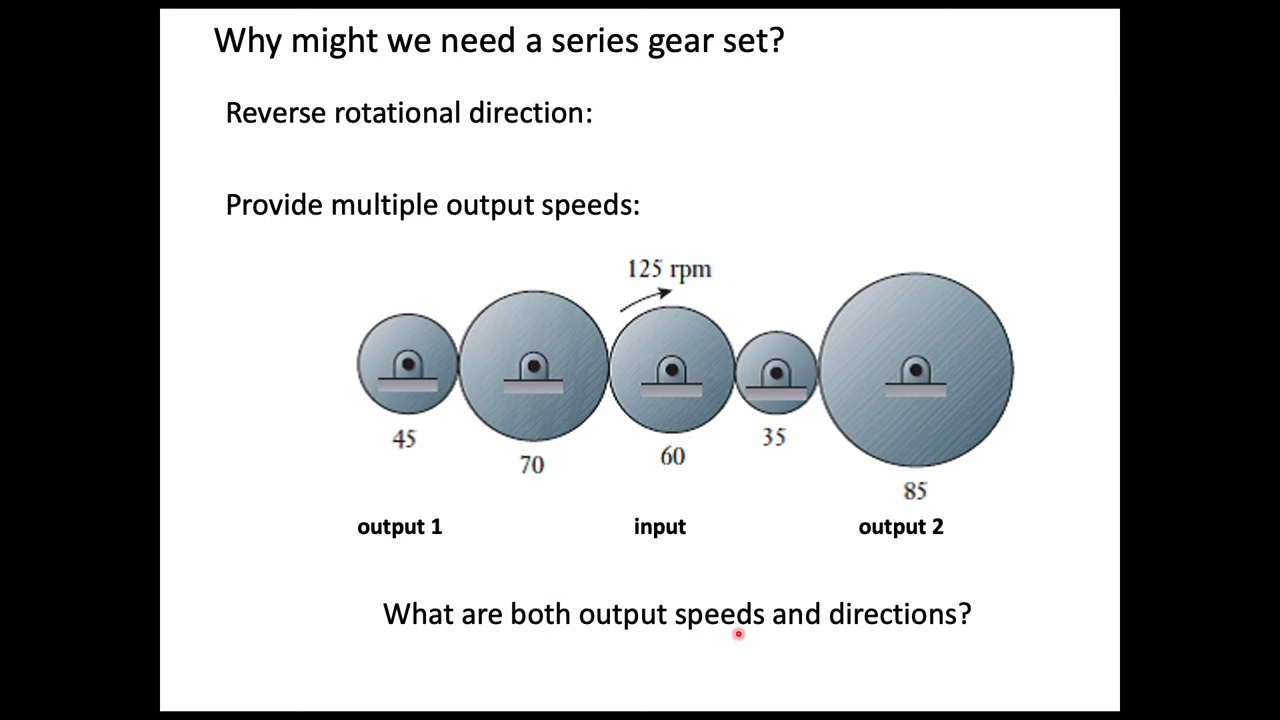 Why might we need a series gear set?
Reverse rotational direction:
Provide multiple output speeds:
125 rpm
45
70
60
35
85
output 1
input
output 2
What are both output speeds and directions?